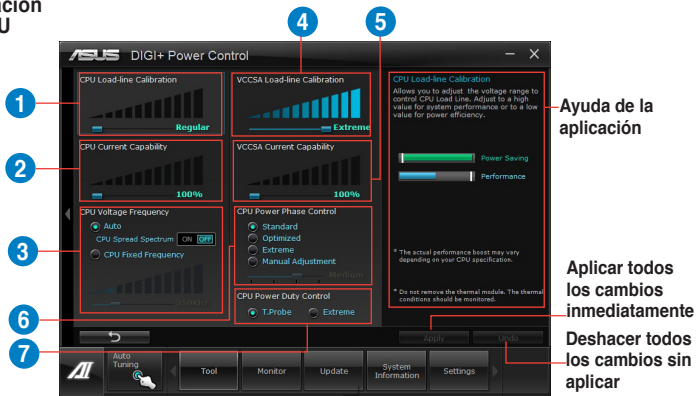 ación
U
4
5
ASUS DIGI+ Power Control
CPU Load-line Calibration
Regular
1
VCCSA Load-line Calibration
Extreme
CPU Load-line Calibration
Allows you to adjust the voltage range to
control CPU Load Line. Adjust to a high
value for system performance or to a low
value for power efficiency.
Power Saving
Performance
* The actual performance boost may vary
depending on your CPU specification.
* Do not remove the thermal module. The thermal
conditions should be monitored.
Ayuda de la
aplicación
CPU Current Capability
100%
2
VCCSA Current Capability
100%
CPU Voltage Frequency
Auto
CPU Spread Spectrum ON OFF
CPU Fixed Frequency
350KHz
3
CPU Power Phase Control
Standard
Optimized
Extreme
Manual Adjustment
Medium
6
CPU Power Duty Control
T.Probe Extreme
7
Apply Undo
Aplicar todos
los cambios
inmediatamente
Deshacer todos
los cambios sin
aplicar
AI
Auto
Tuning
Tool
Monitor
Update
System
Information
Settings